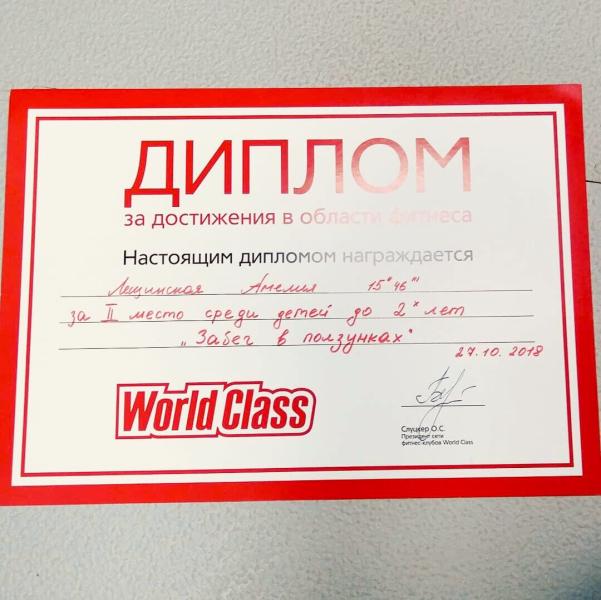 ДИПЛОМ
за достижения в области фитнеса
Настоящим дипломом награждается
Лещинская Амелия 15" 46'"
за II место среди детей до 2х лет
„Забег в ползунках"
27.10.2018
World Class
Слуцкер О.С.
Президент сети
фитнес-клубов World Class